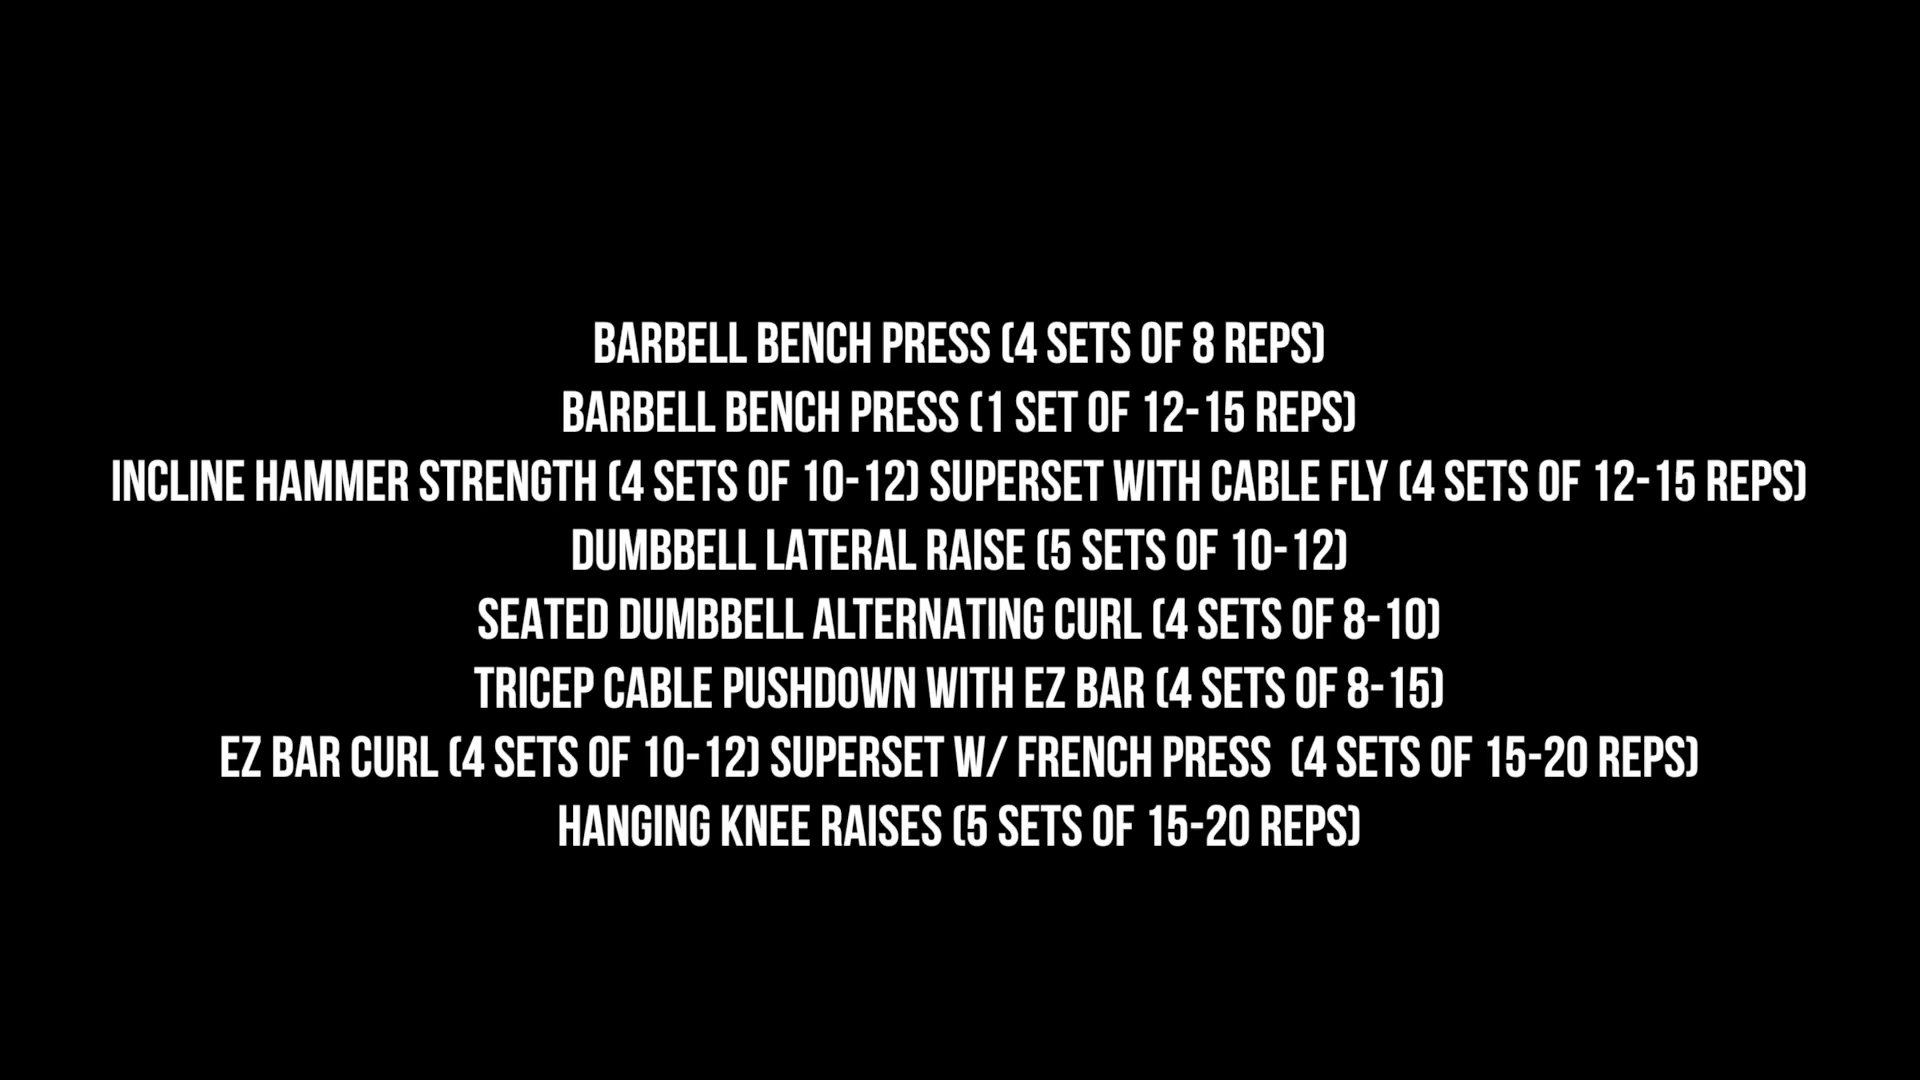 BARBELL BENCH PRESS (4 SETS OF 8 REPS)
BARBELL BENCH PRESS (1 SET OF 12-15 REPS)
INCLINE HAMMER STRENGTH (4 SETS OF 10-12) SUPERSET WITH CABLE FLY (4 SETS OF 12-15 REPS)
DUMBBELL LATERAL RAISE (5 SETS OF 10-12)
SEATED DUMBBELL ALTERNATING CURL (4 SETS OF 8-10)
TRICEP CABLE PUSHDOWN WITH EZ BAR (4 SETS OF 8-15)
EZ BAR CURL (4 SETS OF 10-12) SUPERSET W/ FRENCH PRESS  (4 SETS OF 15-20 REPS)
HANGING KNEE RAISES (5 SETS OF 15-20 REPS)